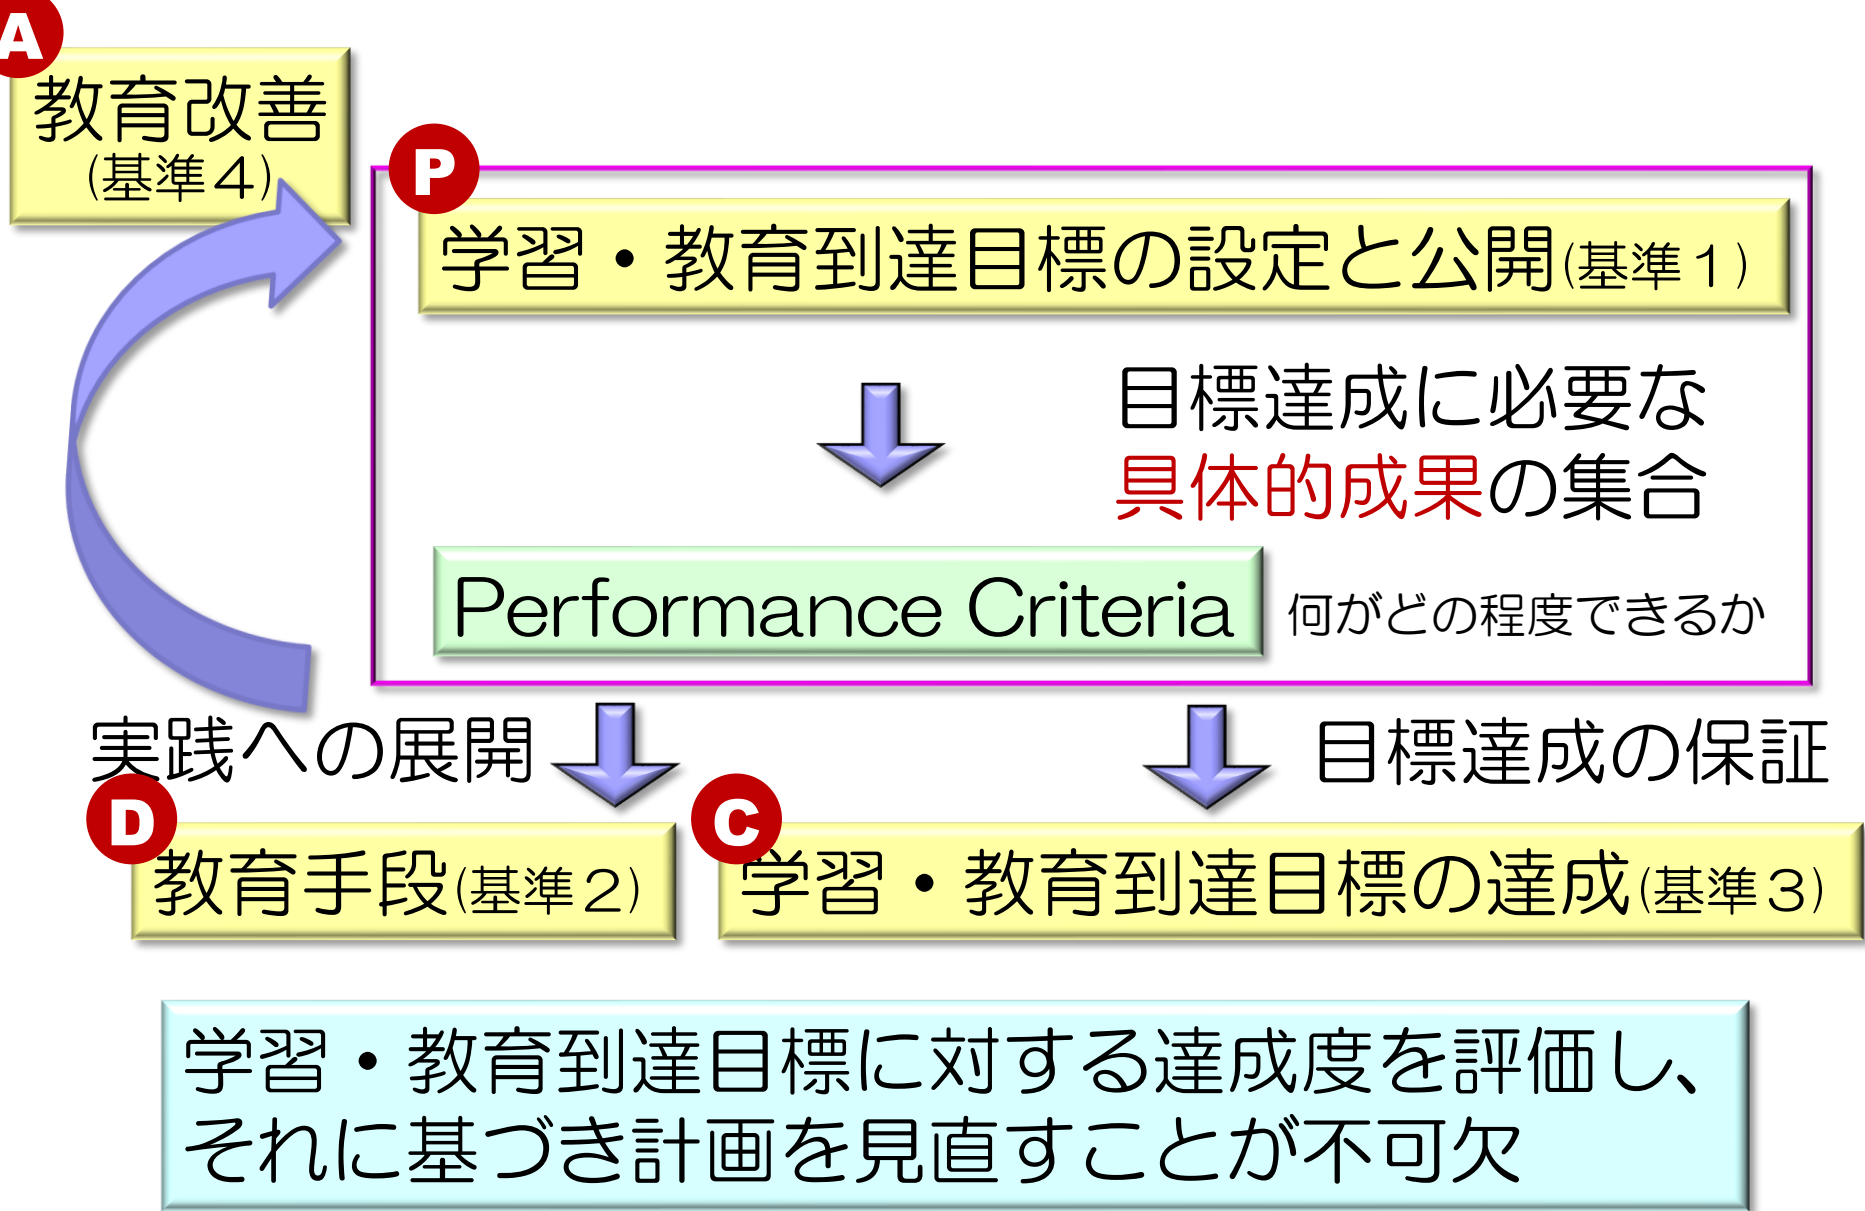 A
教育改善
(基準４)
P
学習・教育到達目標の設定と公開(基準１)
目標達成に必要な
具体的成果の集合
Performance Criteria
何がどの程度できるか
実践への展開
目標達成の保証
D
教育手段(基準２)
C
学習・教育到達目標の達成(基準３)
学習・教育到達目標に対する達成度を評価し、
それに基づき計画を見直すことが不可欠